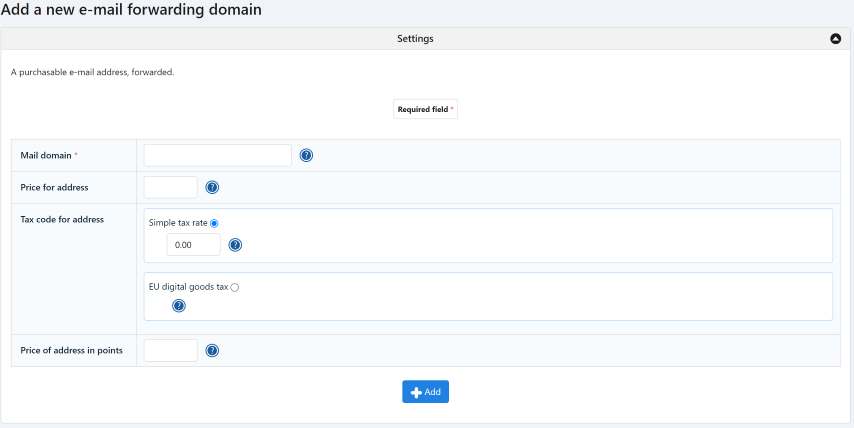 Add a new e-mail forwarding domain
Settings
A purchasable e-mail address, forwarded.
Required field *
Mail domain *
?
Price for address
?
Tax code for address
Simple tax rate
0.00
?
EU digital goods tax
?
Price of address in points
?
Add